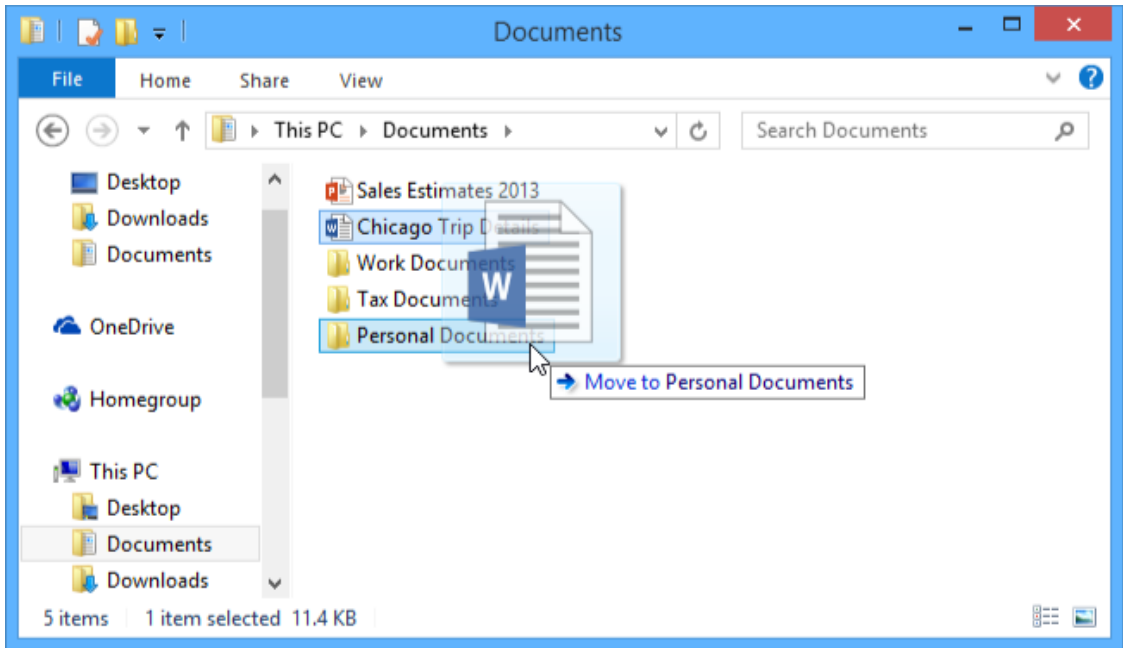 Documents
File Home Share View
This PC Documents Search Documents
Desktop
Downloads
Documents
OneDrive
Homegroup
This PC
Desktop
Documents
Downloads
Sales Estimates 2013
Chicago Trip Details
Work Documents
Tax Documents
Personal Documents
W
Move to Personal Documents
5 items 1 item selected 11.4 KB